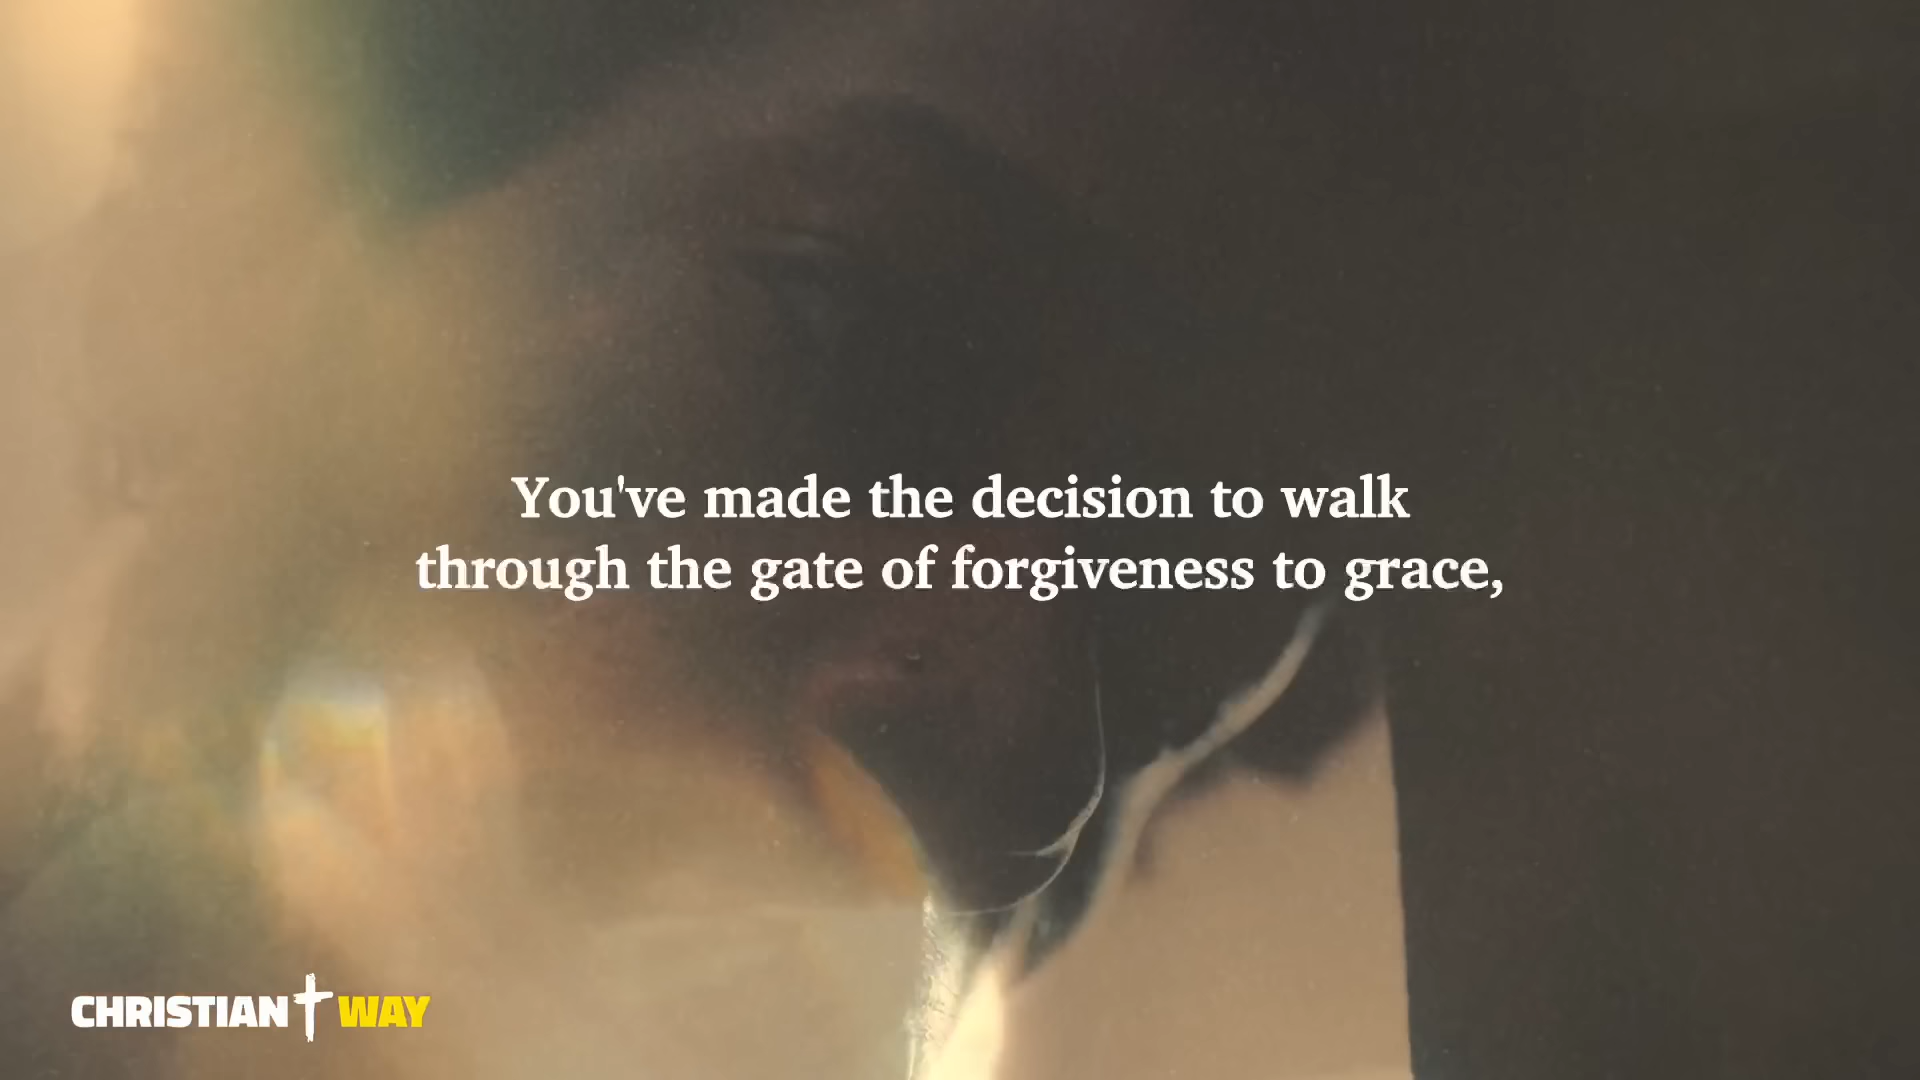 You've made the decision to walk
through the gate of forgiveness to grace,
CHRISTIAN WAY